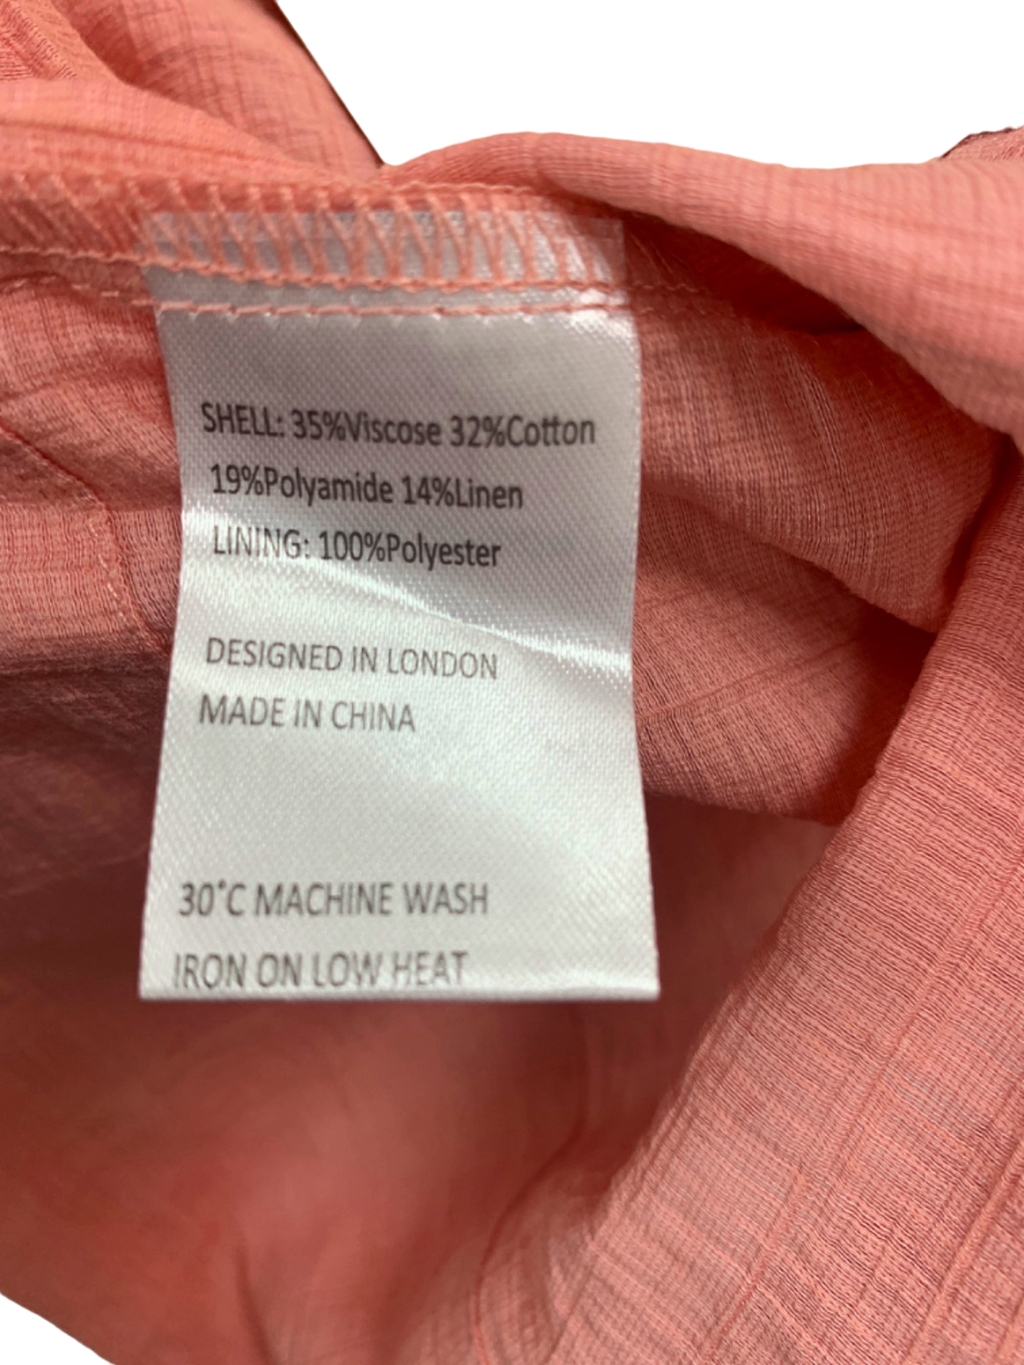 SHELL: 35%Viscose 32%Cotton
19%Polyamide 14%Linen
LINING: 100%Polyester
DESIGNED IN LONDON
MADE IN CHINA
30°C MACHINE WASH
IRON ON LOW HEAT